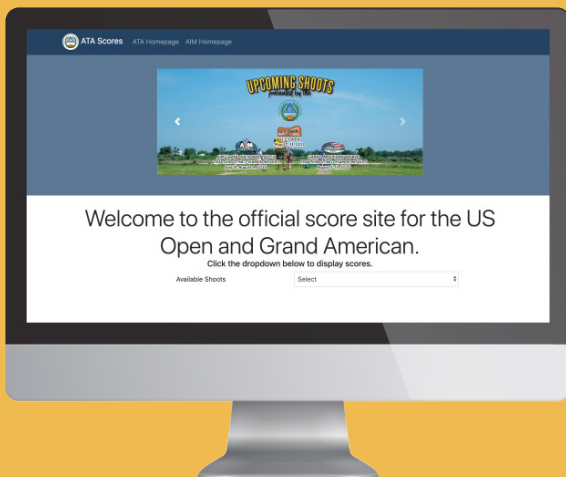 ATA Scores ATA Homepage AIM Homepage
UPCOMING SHOOTS
Welcome to the official score site for the US
Open and Grand American.
Click the dropdown below to display scores.
Available Shoots Select